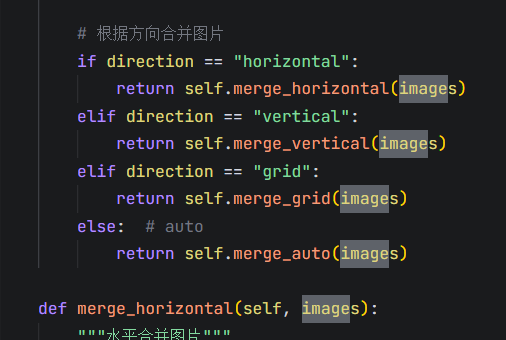 # 根据方向合并图片
if direction == "horizontal":
return self.merge_horizontal(images)
elif direction == "vertical":
return self.merge_vertical(images)
elif direction == "grid":
return self.merge_grid(images)
else:  # auto
return self.merge_auto(images)
def merge_horizontal(self, images):
"""水平合并图片"""